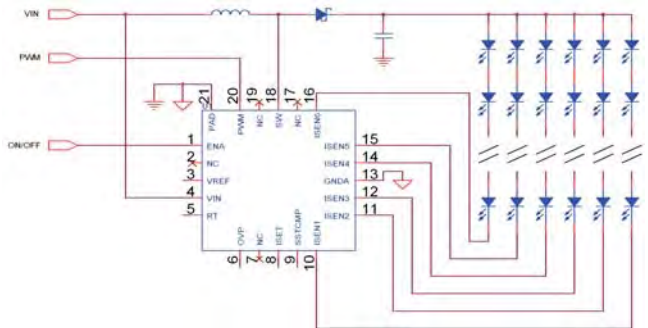 VIN
PWM
ON/OFF
21 20 19 18 17 16
PAD PWM NC SW NC ISEN6
1 ENA
2 NC
3 VREF
4 VIN
5 RT
ISEN5 15
ISEN4 14
GNDA 13
ISEN3 12
ISEN2 11
OVP NC ISET SSTCMP ISEN1
6 7 8 9 10